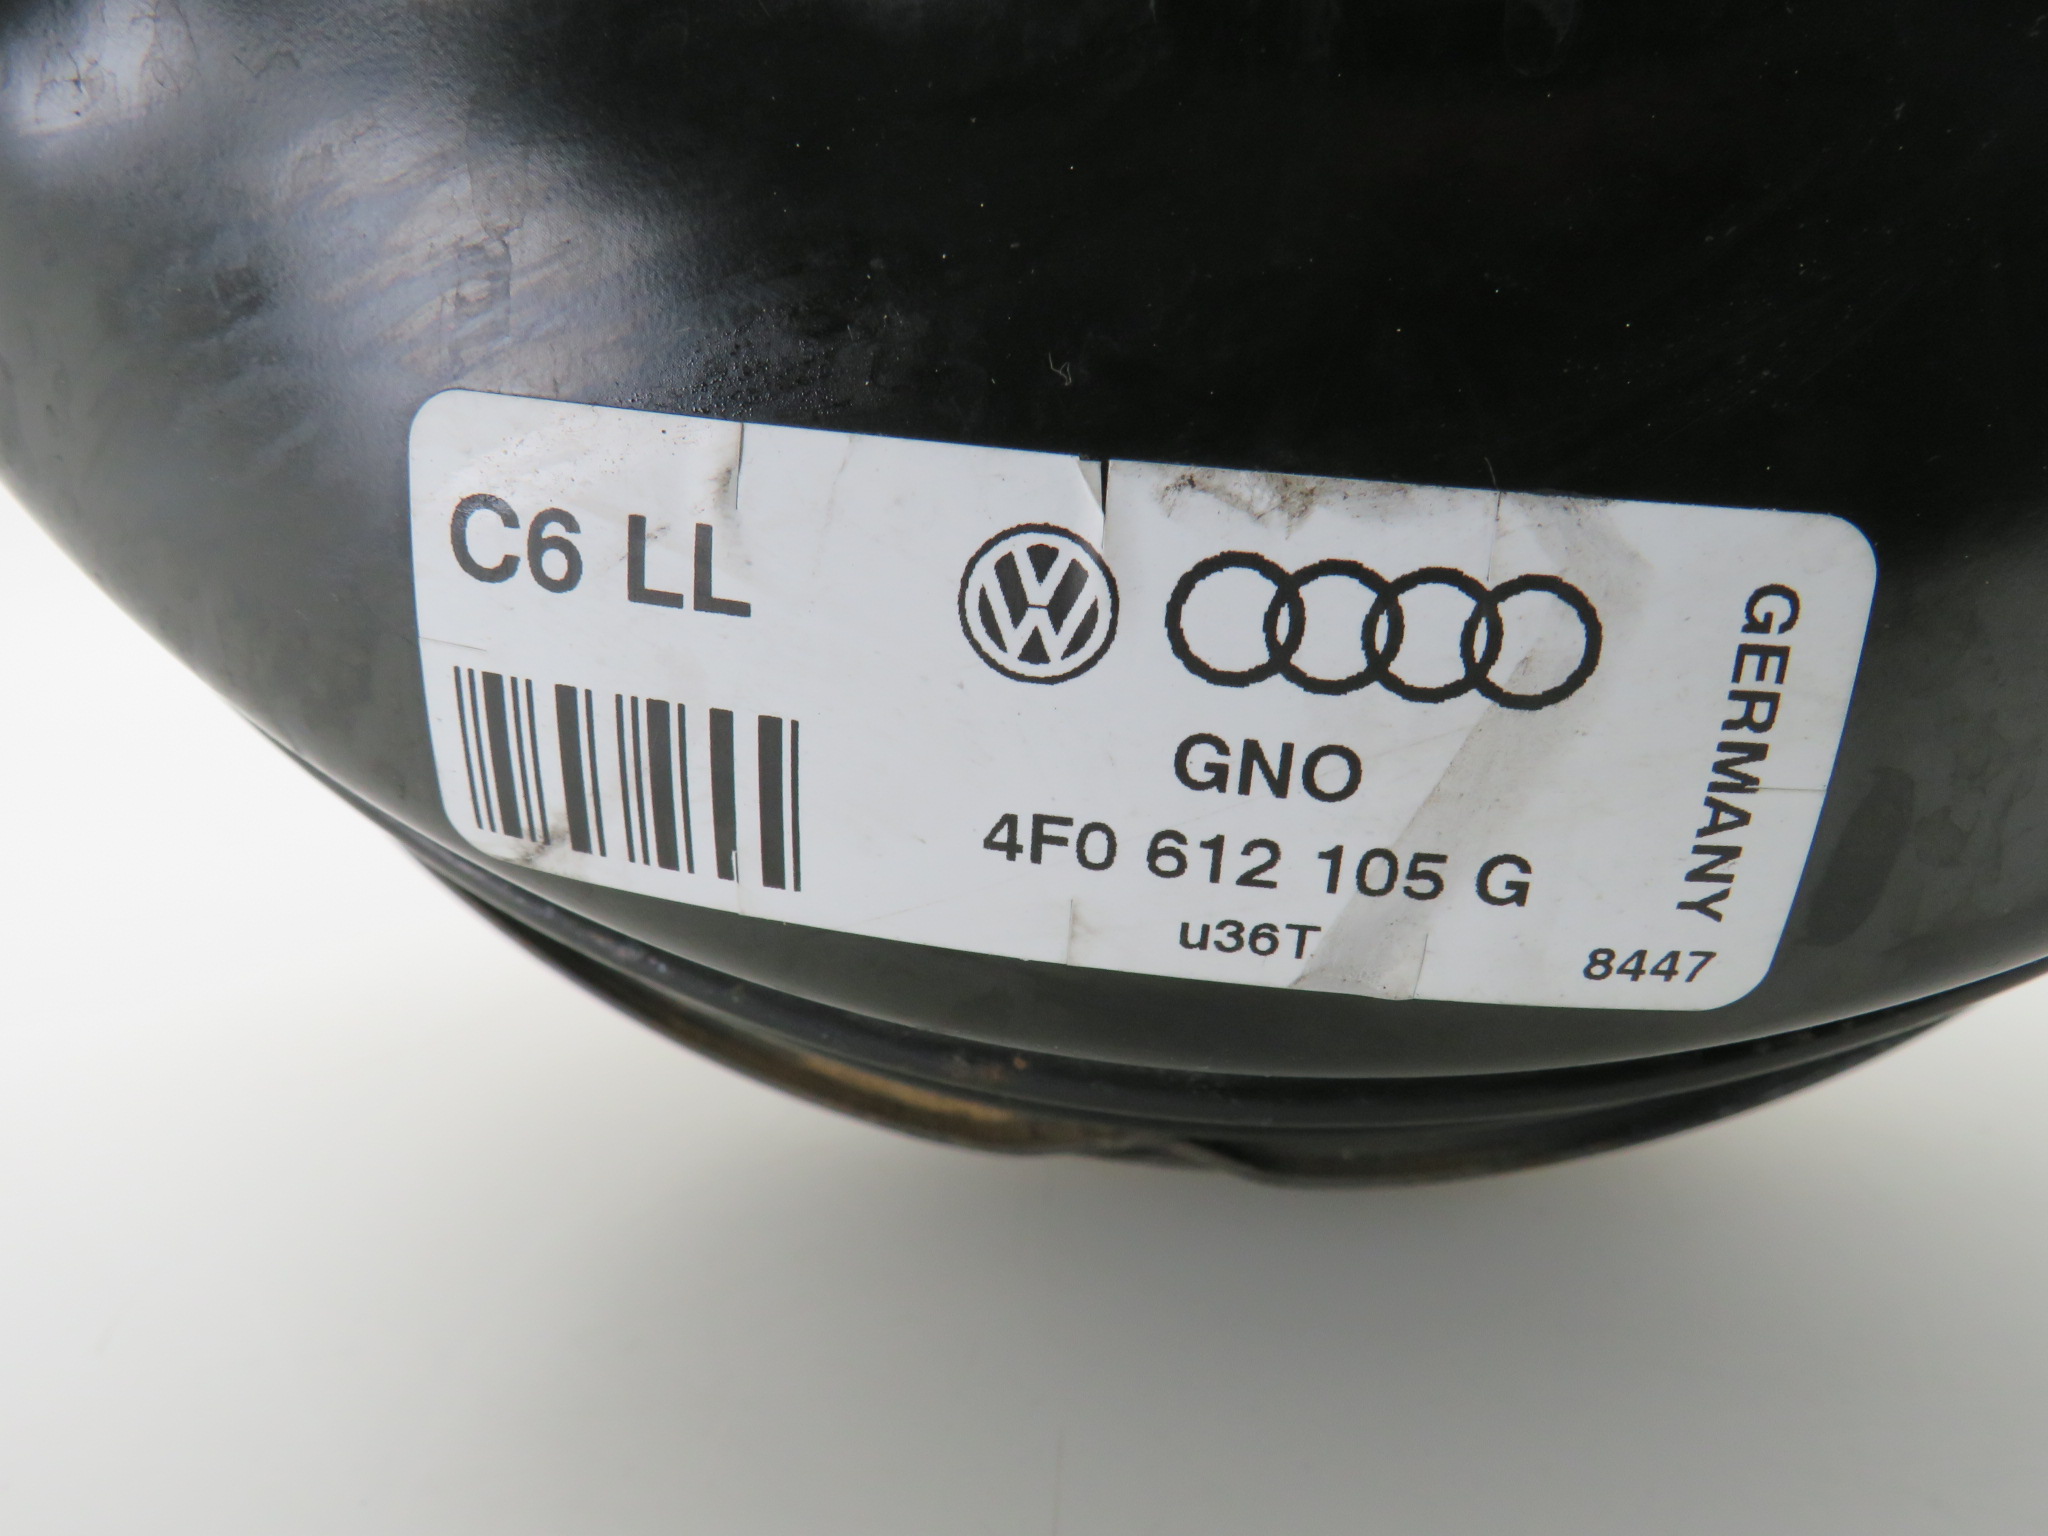 C6 LL
GNO
4F0 612 105 G
u36T
8447
GERMANY